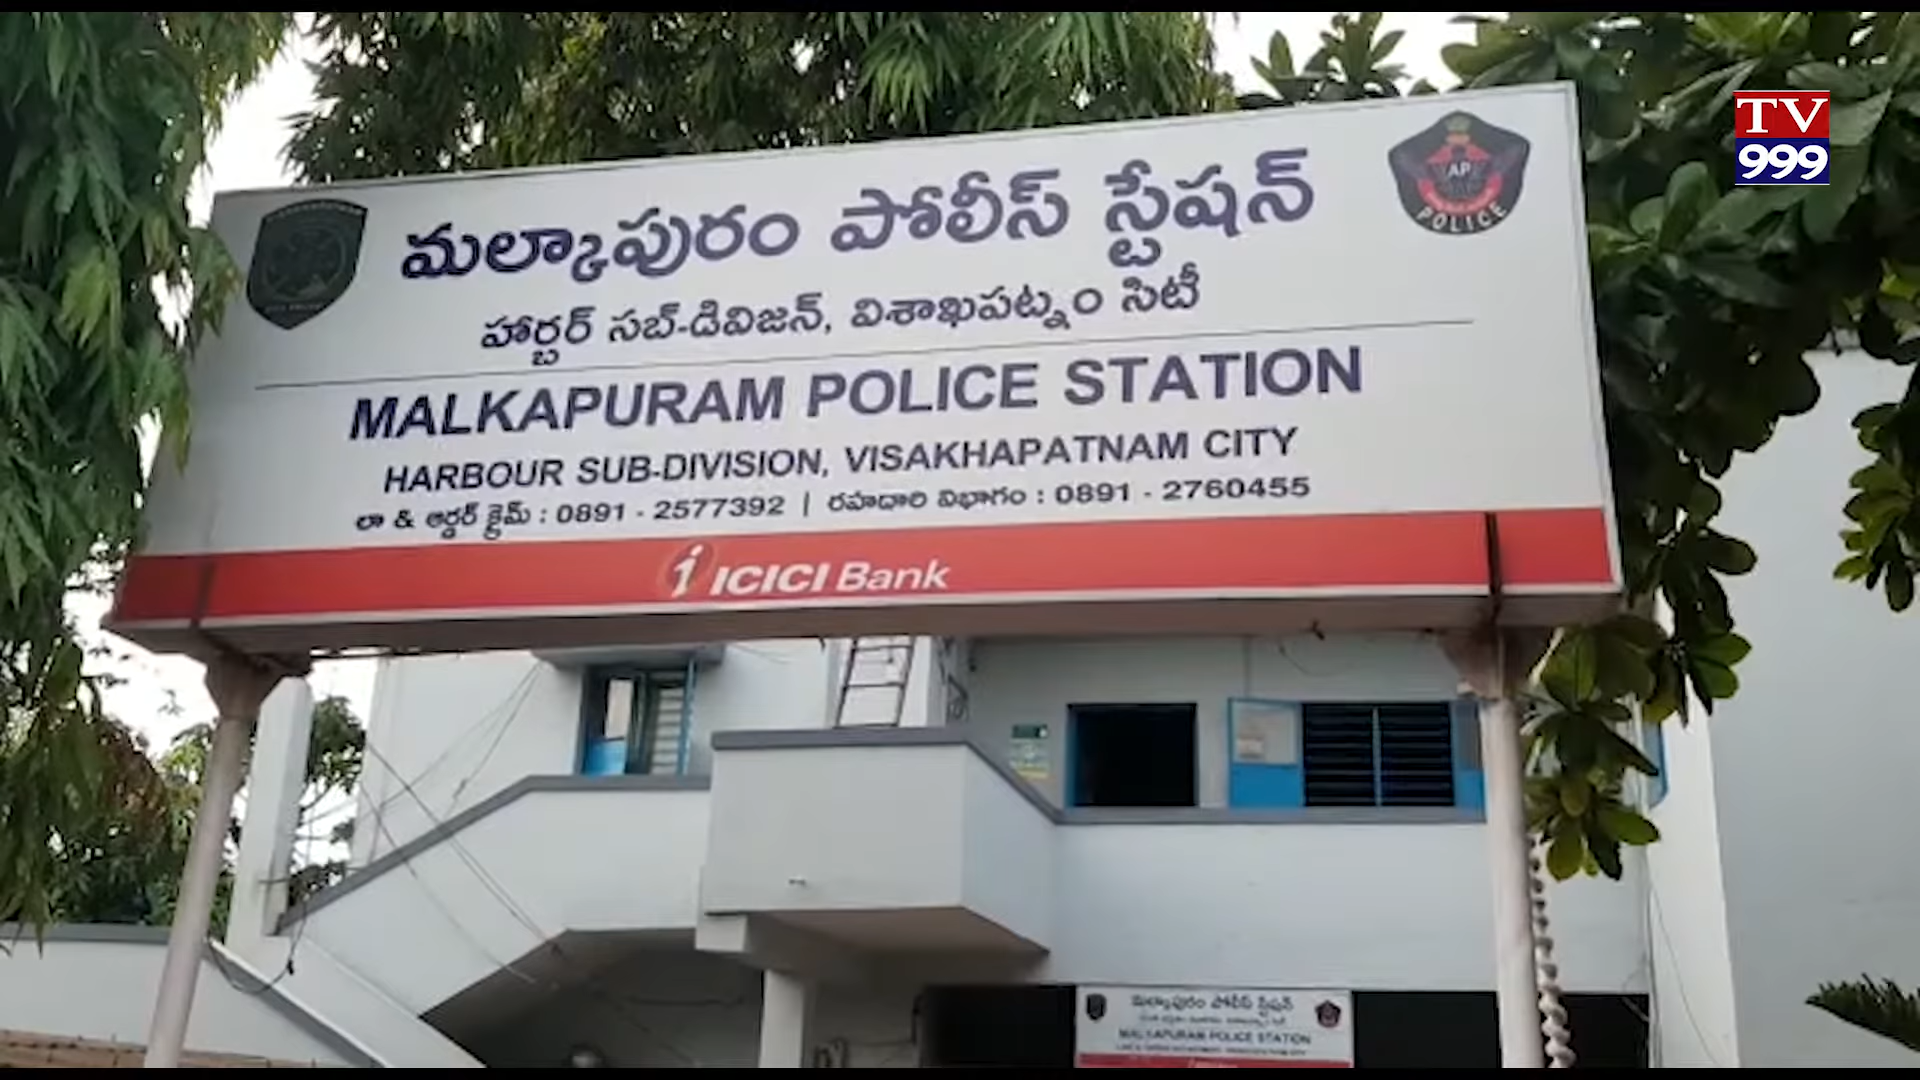 TV
999
మల్కాపురం పోలీస్ స్టేషన్
AP
POLICE
హార్బర్ సబ్-డివిజన్, విశాఖపట్నం సిటీ
MALKAPURAM POLICE STATION
HARBOUR SUB-DIVISION, VISAKHAPATNAM CITY
లా & ఆర్డర్ క్రైమ్ : 0891 - 2577392 | రహదారి విభాగం : 0891 - 2760455
ICICI Bank
మల్కాపురం పోలీస్ స్టేషన్
MALKAPURAM POLICE STATION